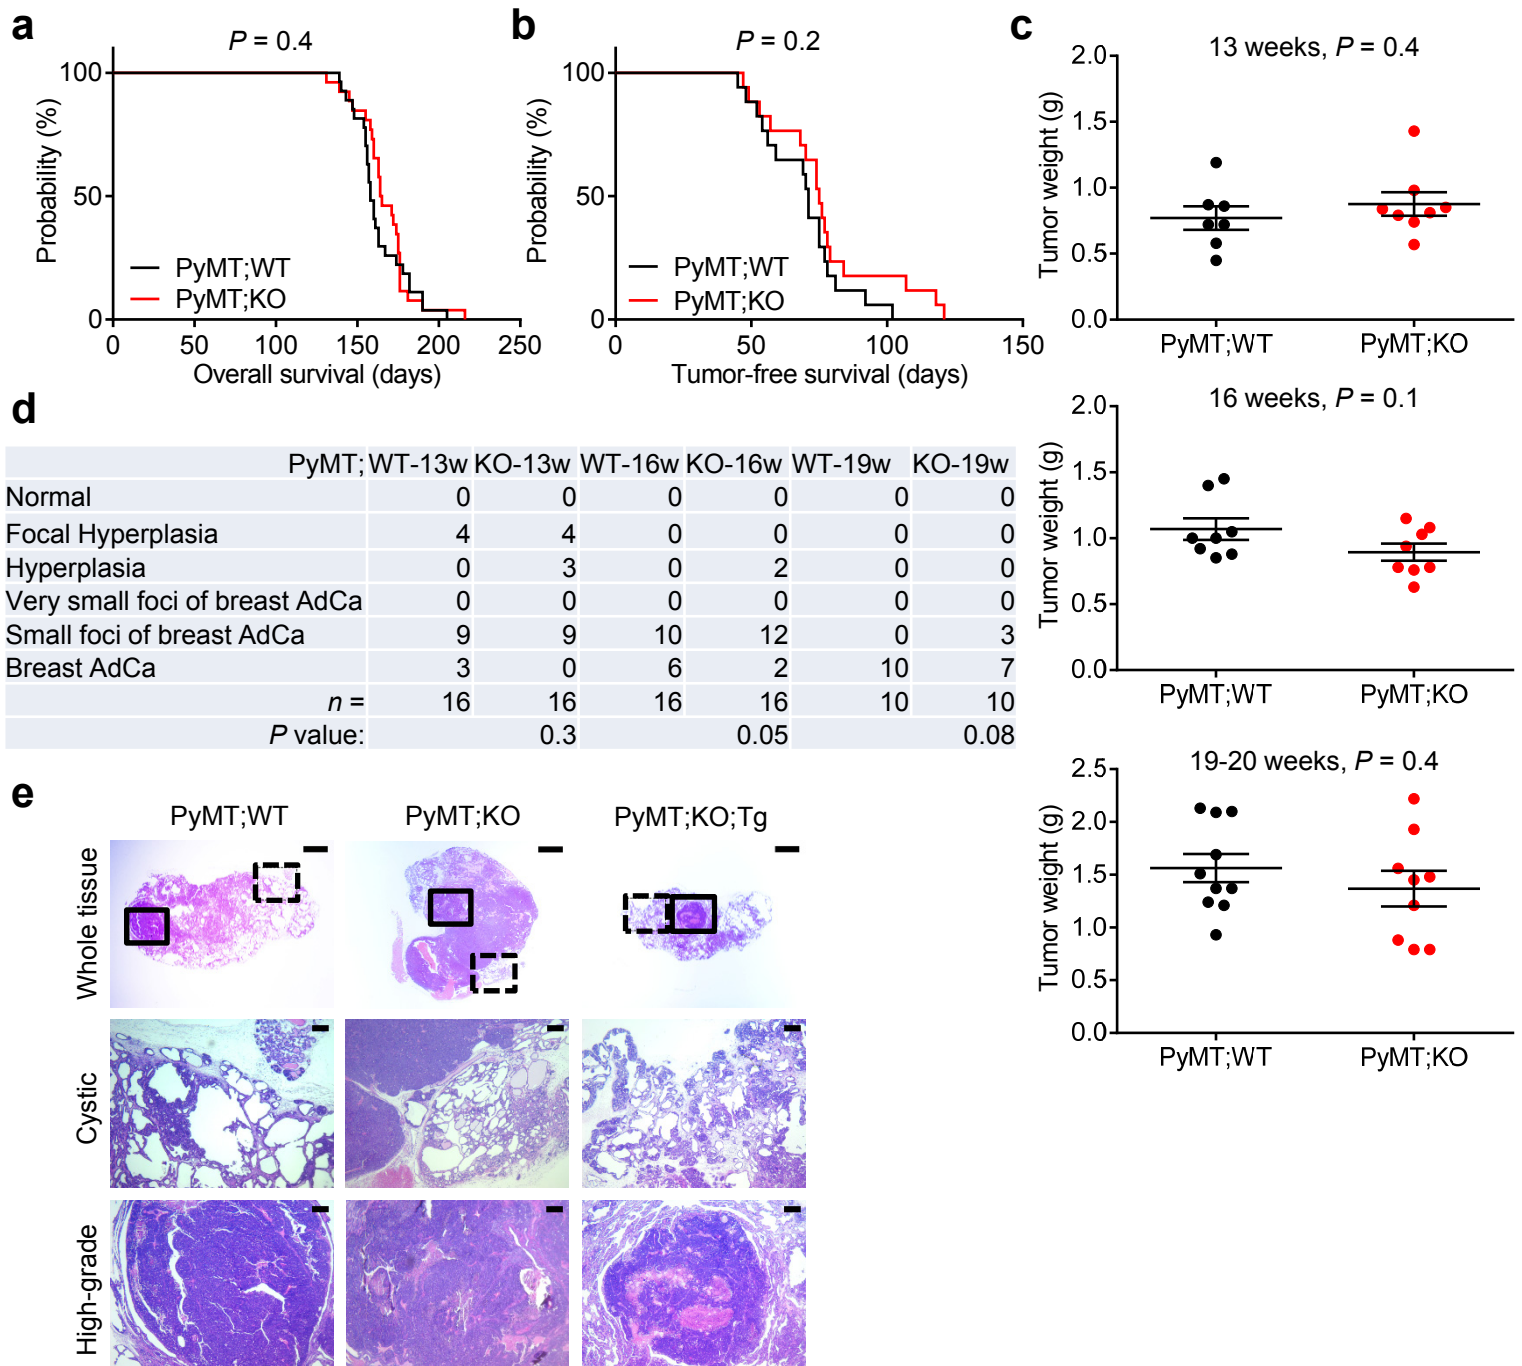 a
P = 0.4
Probability (%)
100
50
0
PyMT;WT
PyMT;KO
0 50 100 150 200 250
Overall survival (days)
b
P = 0.2
Probability (%)
100
50
0
PyMT;WT
PyMT;KO
0 50 100 150
Tumor-free survival (days)
c
13 weeks, P = 0.4
Tumor weight (g)
2.0
1.5
1.0
0.5
0.0
PyMT;WT PyMT;KO
16 weeks, P = 0.1
Tumor weight (g)
2.0
1.5
1.0
0.5
0.0
PyMT;WT PyMT;KO
19-20 weeks, P = 0.4
Tumor weight (g)
2.5
2.0
1.5
1.0
0.5
0.0
PyMT;WT PyMT;KO
d
PyMT; WT-13w KO-13w WT-16w KO-16w WT-19w KO-19w
Normal 0 0 0 0 0 0
Focal Hyperplasia 4 4 0 0 0 0
Hyperplasia 0 3 0 2 0 0
Very small foci of breast AdCa 0 0 0 0 0 0
Small foci of breast AdCa 9 9 10 12 0 3
Breast AdCa 3 0 6 2 10 7
n = 16 16 16 16 10 10
P value: 0.3 0.05 0.08
e
PyMT;WT PyMT;KO PyMT;KO;Tg
Whole tissue
Cystic
High-grade